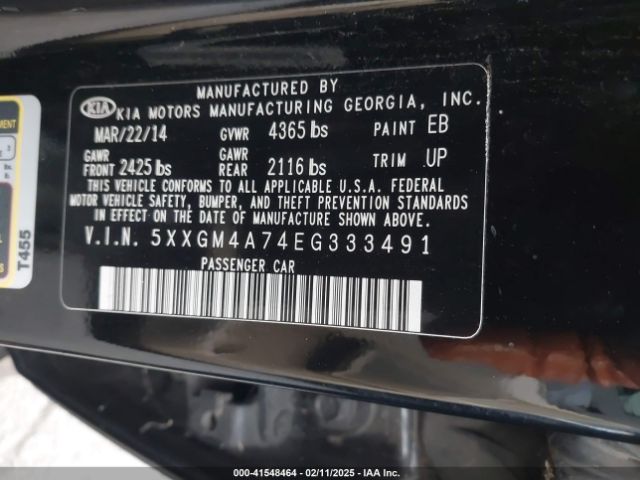 MANUFACTURED BY
KIA KIA MOTORS MANUFACTURING GEORGIA, INC.
MAR/22/14 GVWR 4365 lbs PAINT EB
GAWR FRONT 2425 lbs GAWR REAR 2116 lbs TRIM .UP
THIS VEHICLE CONFORMS TO ALL APPLICABLE U.S.A. FEDERAL
MOTOR VEHICLE SAFETY, BUMPER, AND THEFT PREVENTION STANDARDS
IN EFFECT ON THE DATE OF MANUFACTURE SHOWN ABOVE.
V.I.N. 5XXGM4A74EG333491
PASSENGER CAR
T455
000-41548464 - 02/11/2025 - IAA Inc.